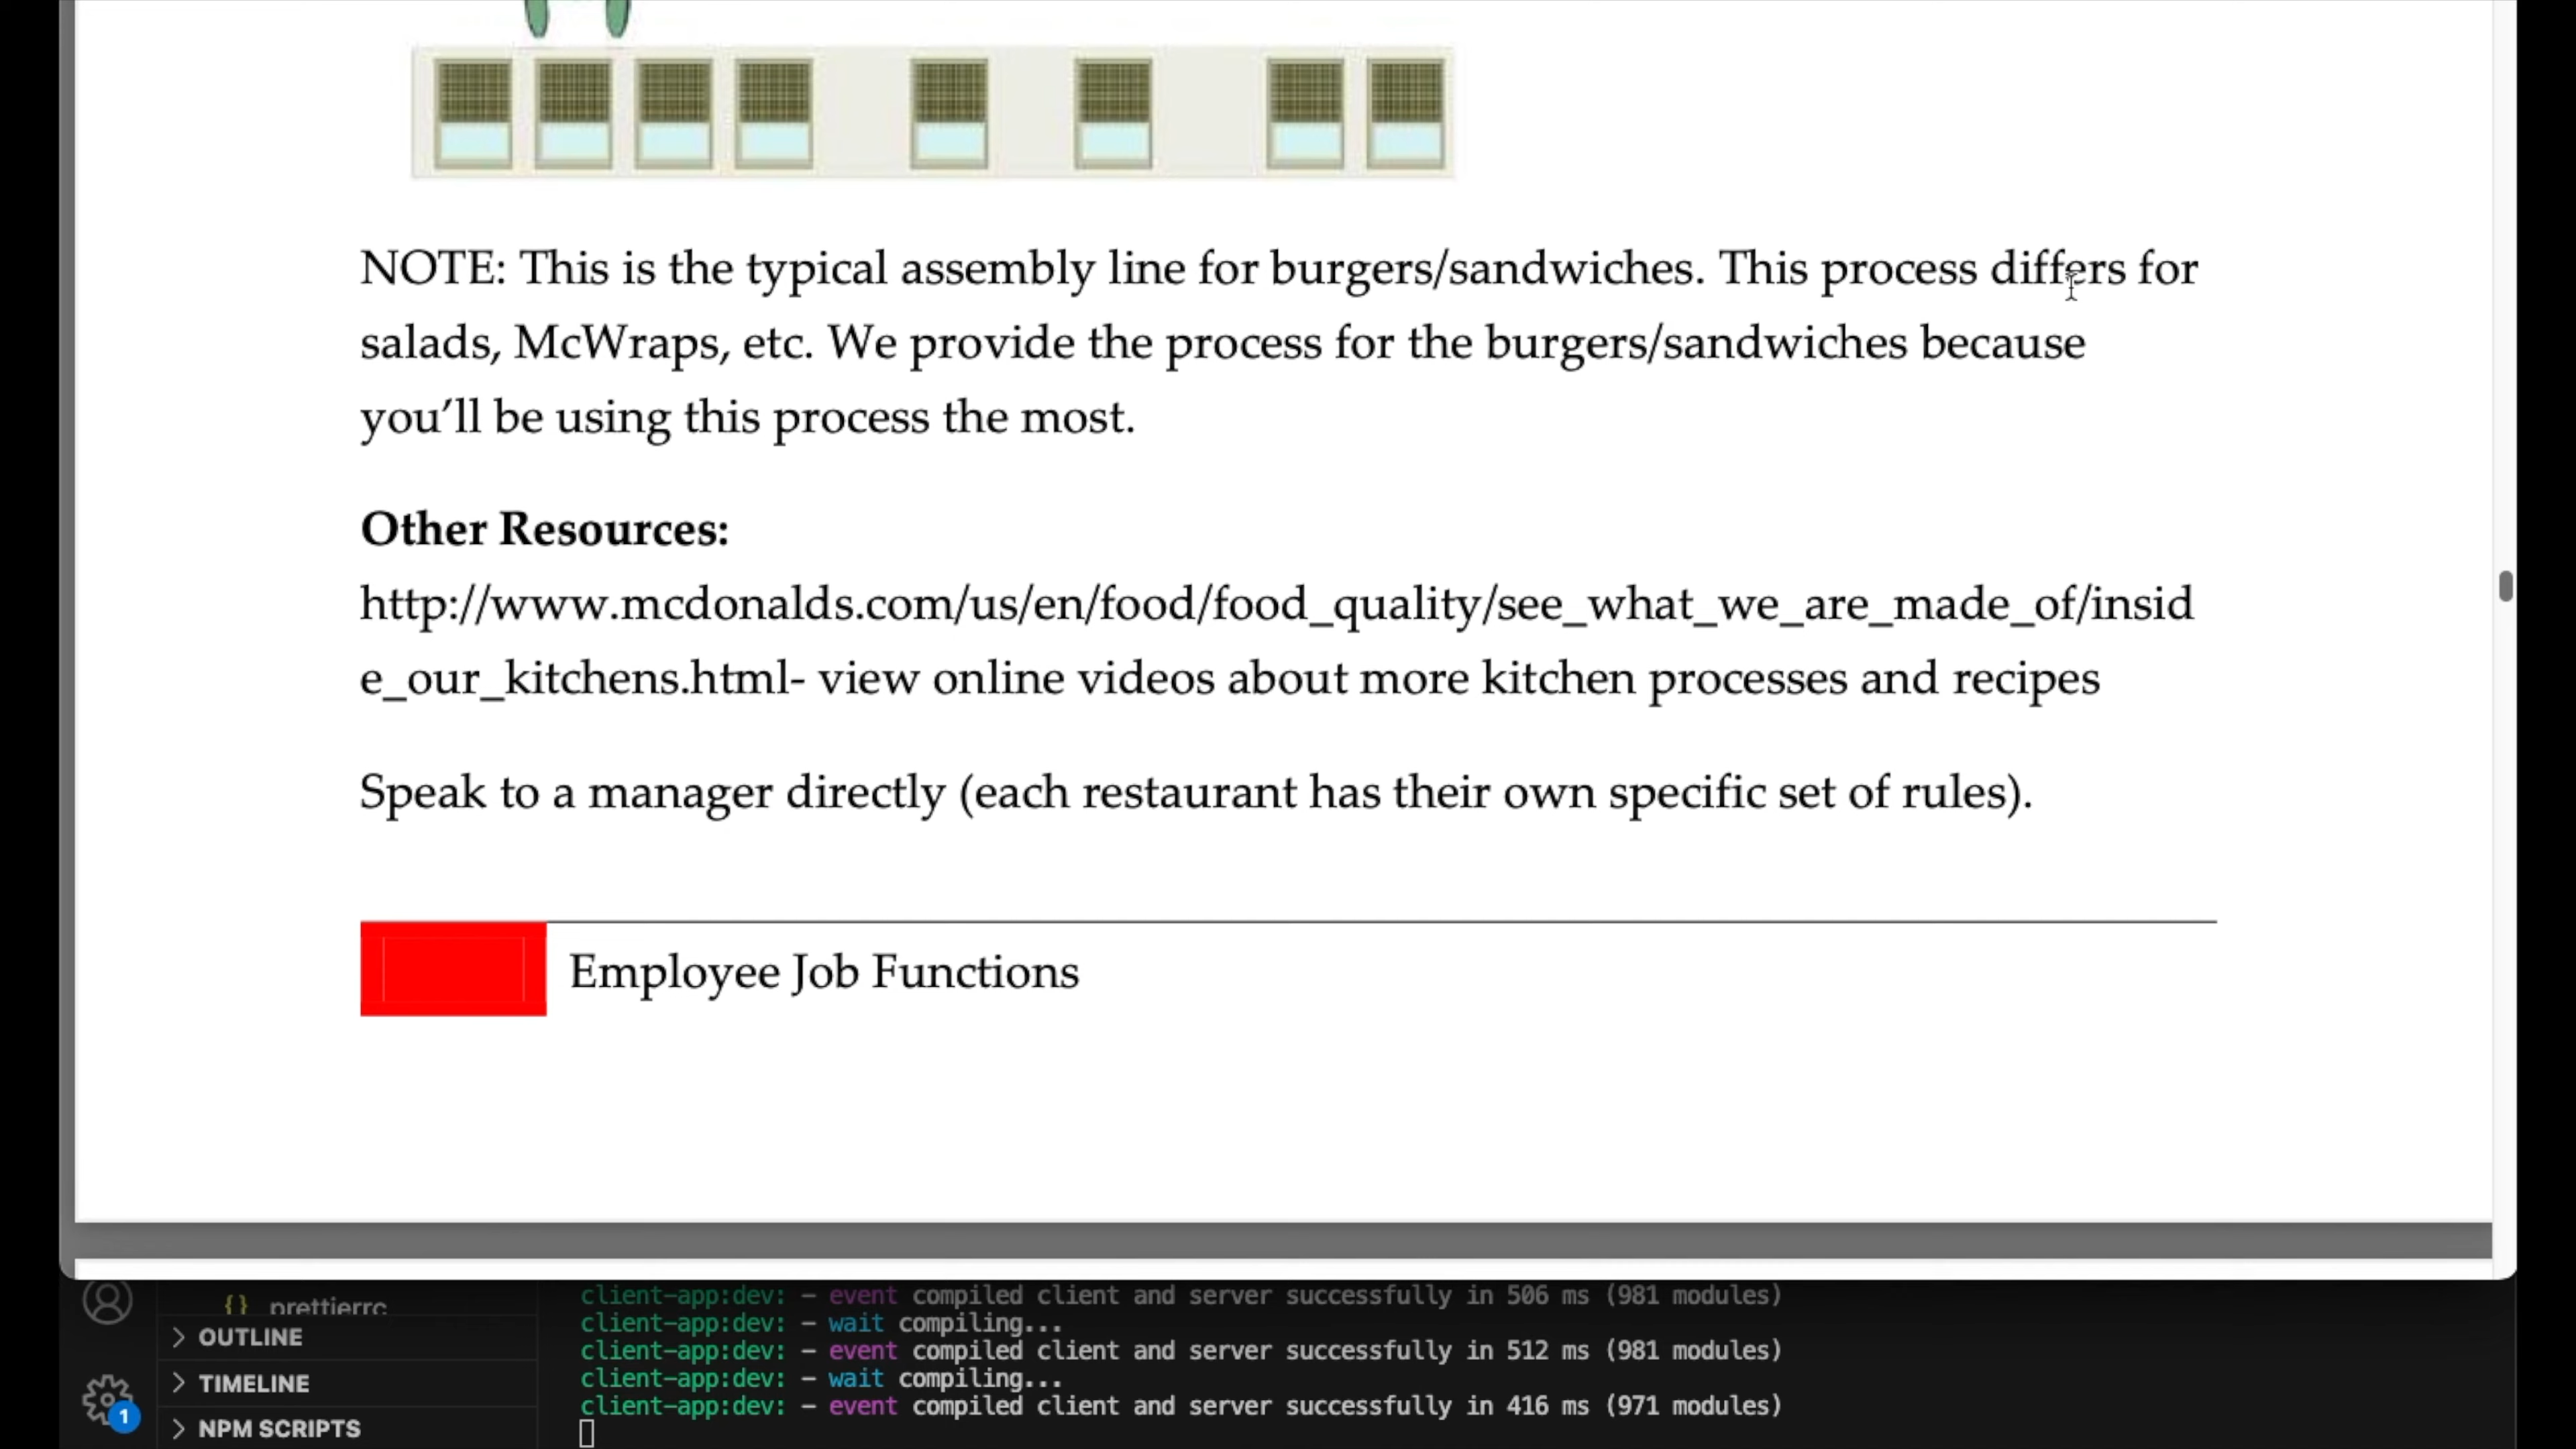 NOTE: This is the typical assembly line for burgers/sandwiches. This process differs for
salads, McWraps, etc. We provide the process for the burgers/sandwiches because
you’ll be using this process the most.
Other Resources:
http://www.mcdonalds.com/us/en/food/food_quality/see_what_we_are_made_of/insid
e_our_kitchens.html- view online videos about more kitchen processes and recipes
Speak to a manager directly (each restaurant has their own specific set of rules).
Employee Job Functions
{} prettierrc
OUTLINE
TIMELINE
1
NPM SCRIPTS
client-app:dev: - event compiled client and server successfully in 506 ms (981 modules)
client-app:dev: - wait compiling...
client-app:dev: - event compiled client and server successfully in 512 ms (981 modules)
client-app:dev: - wait compiling...
client-app:dev: - event compiled client and server successfully in 416 ms (971 modules)